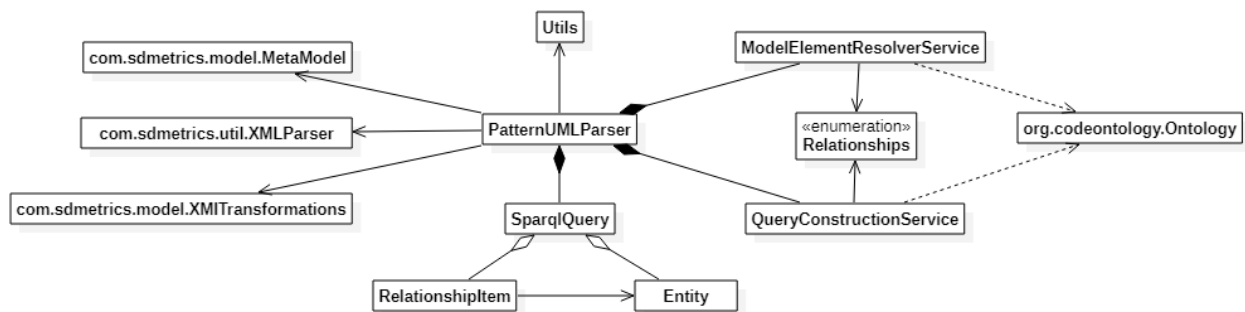 Utils
ModelElementResolverService
com.sdmetrics.model.MetaModel
PatternUMLParser
com.sdmetrics.util.XMLParser
«enumeration»
Relationships
org.codeontology.Ontology
com.sdmetrics.model.XMITransformations
SparqlQuery
QueryConstructionService
RelationshipItem
Entity